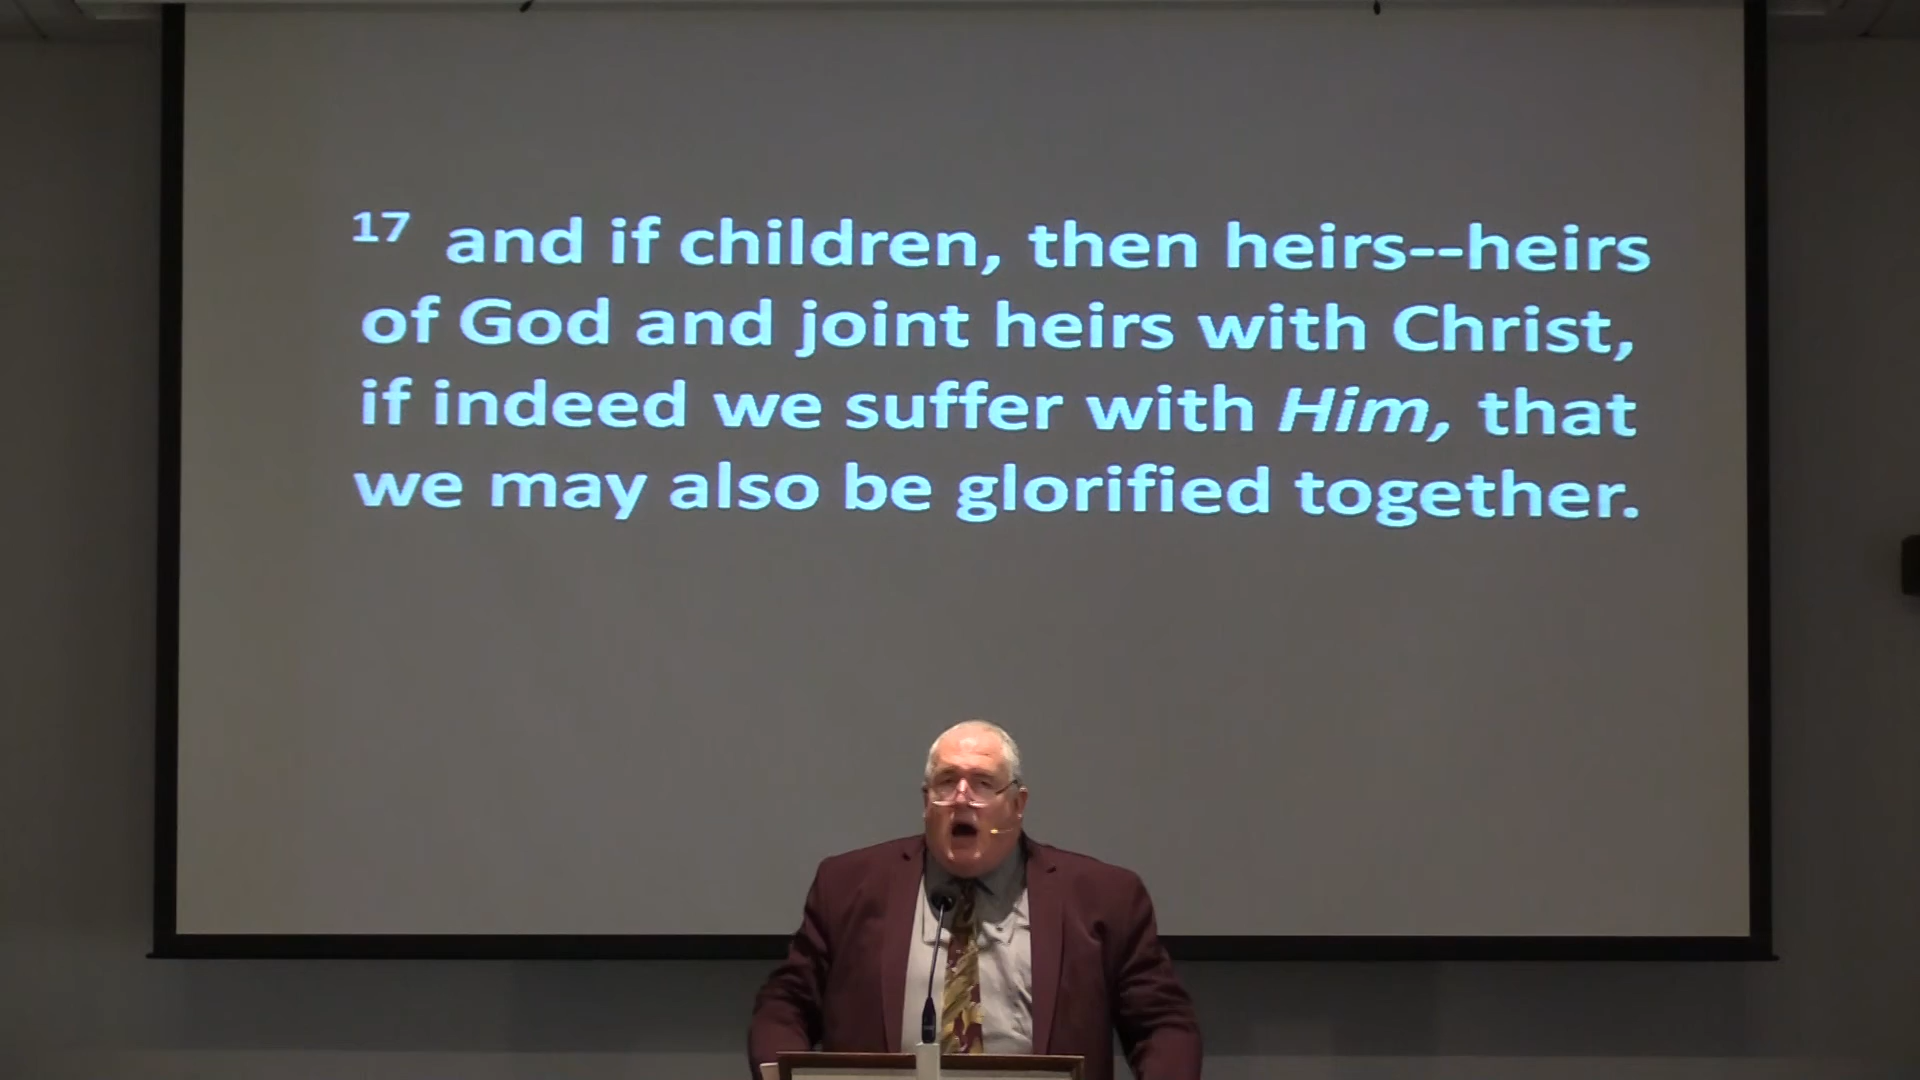 17 and if children, then heirs--heirs
of God and joint heirs with Christ,
if indeed we suffer with Him, that
we may also be glorified together.